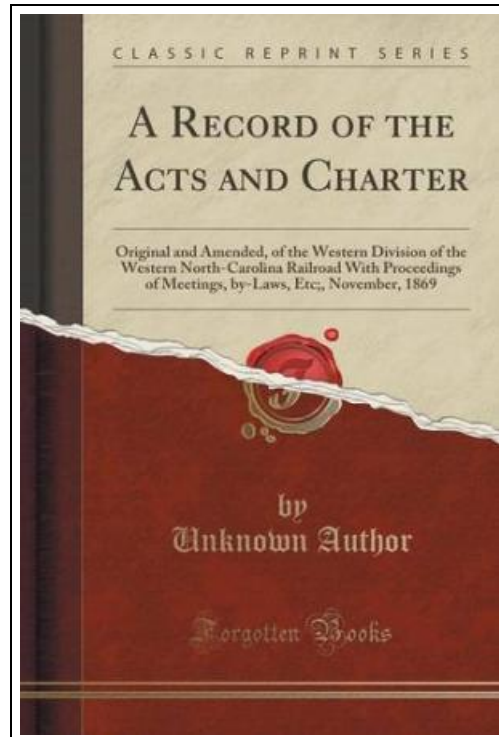 CLASSIC REPRINT SERIES
A RECORD OF THE
ACTS AND CHARTER
Original and Amended, of the Western Division of the
Western North-Carolina Railroad With Proceedings
of Meetings, by-Laws, Etc;, November, 1869
F
by
Unknown Author
Forgotten Books